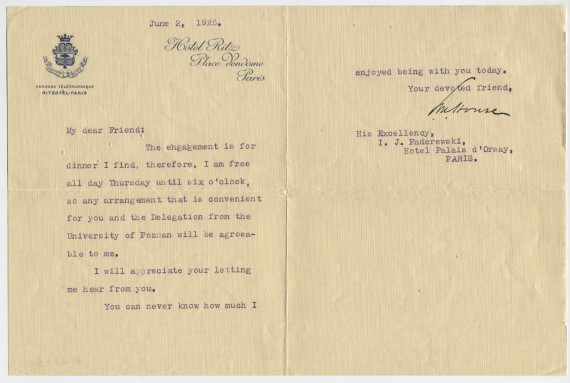 June 2, 1925.
Hotel Ritz
Place Vendôme
Paris
ADRESSE TÉLÉGRAPHIQUE
RITZOTEL-PARIS
My dear Friend:
The engagement is for
dinner I find, therefore, I am free
all day Thursday until six o'clock,
so any arrangement that is convenient
for you and the Delegation from the
University of Poznan will be agreea-
ble to me.
I will appreciate your letting
me hear from you.
You can never know how much I
enjoyed being with you today.
Your devoted friend,
His Excellency,
I. J. Paderewski,
Hotel Palais d'Orsay,
PARIS.